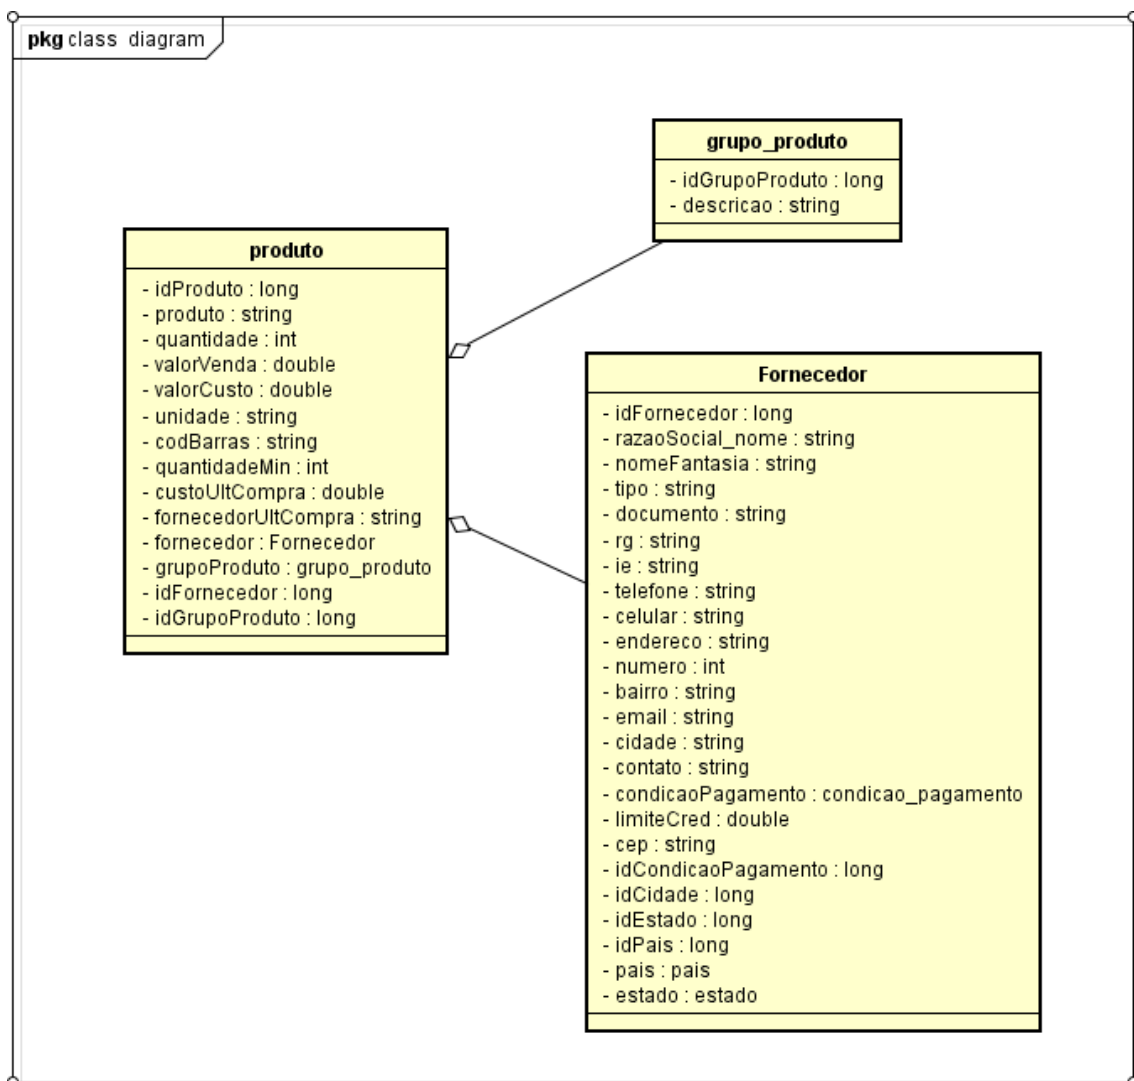 pkg class diagram
grupo_produto
- idGrupoProduto : long
- descricao : string
produto
- idProduto : long
- produto : string
- quantidade : int
- valorVenda : double
- valorCusto : double
- unidade : string
- codBarras : string
- quantidadeMin : int
- custoUltCompra : double
- fornecedorUltCompra : string
- fornecedor : Fornecedor
- grupoProduto : grupo_produto
- idFornecedor : long
- idGrupoProduto : long
Fornecedor
- idFornecedor : long
- razaoSocial_nome : string
- nomeFantasia : string
- tipo : string
- documento : string
- rg : string
- ie : string
- telefone : string
- celular : string
- endereco : string
- numero : int
- bairro : string
- email : string
- cidade : string
- contato : string
- condicaoPagamento : condicao_pagamento
- limiteCred : double
- cep : string
- idCondicaoPagamento : long
- idCidade : long
- idEstado : long
- idPais : long
- pais : pais
- estado : estado